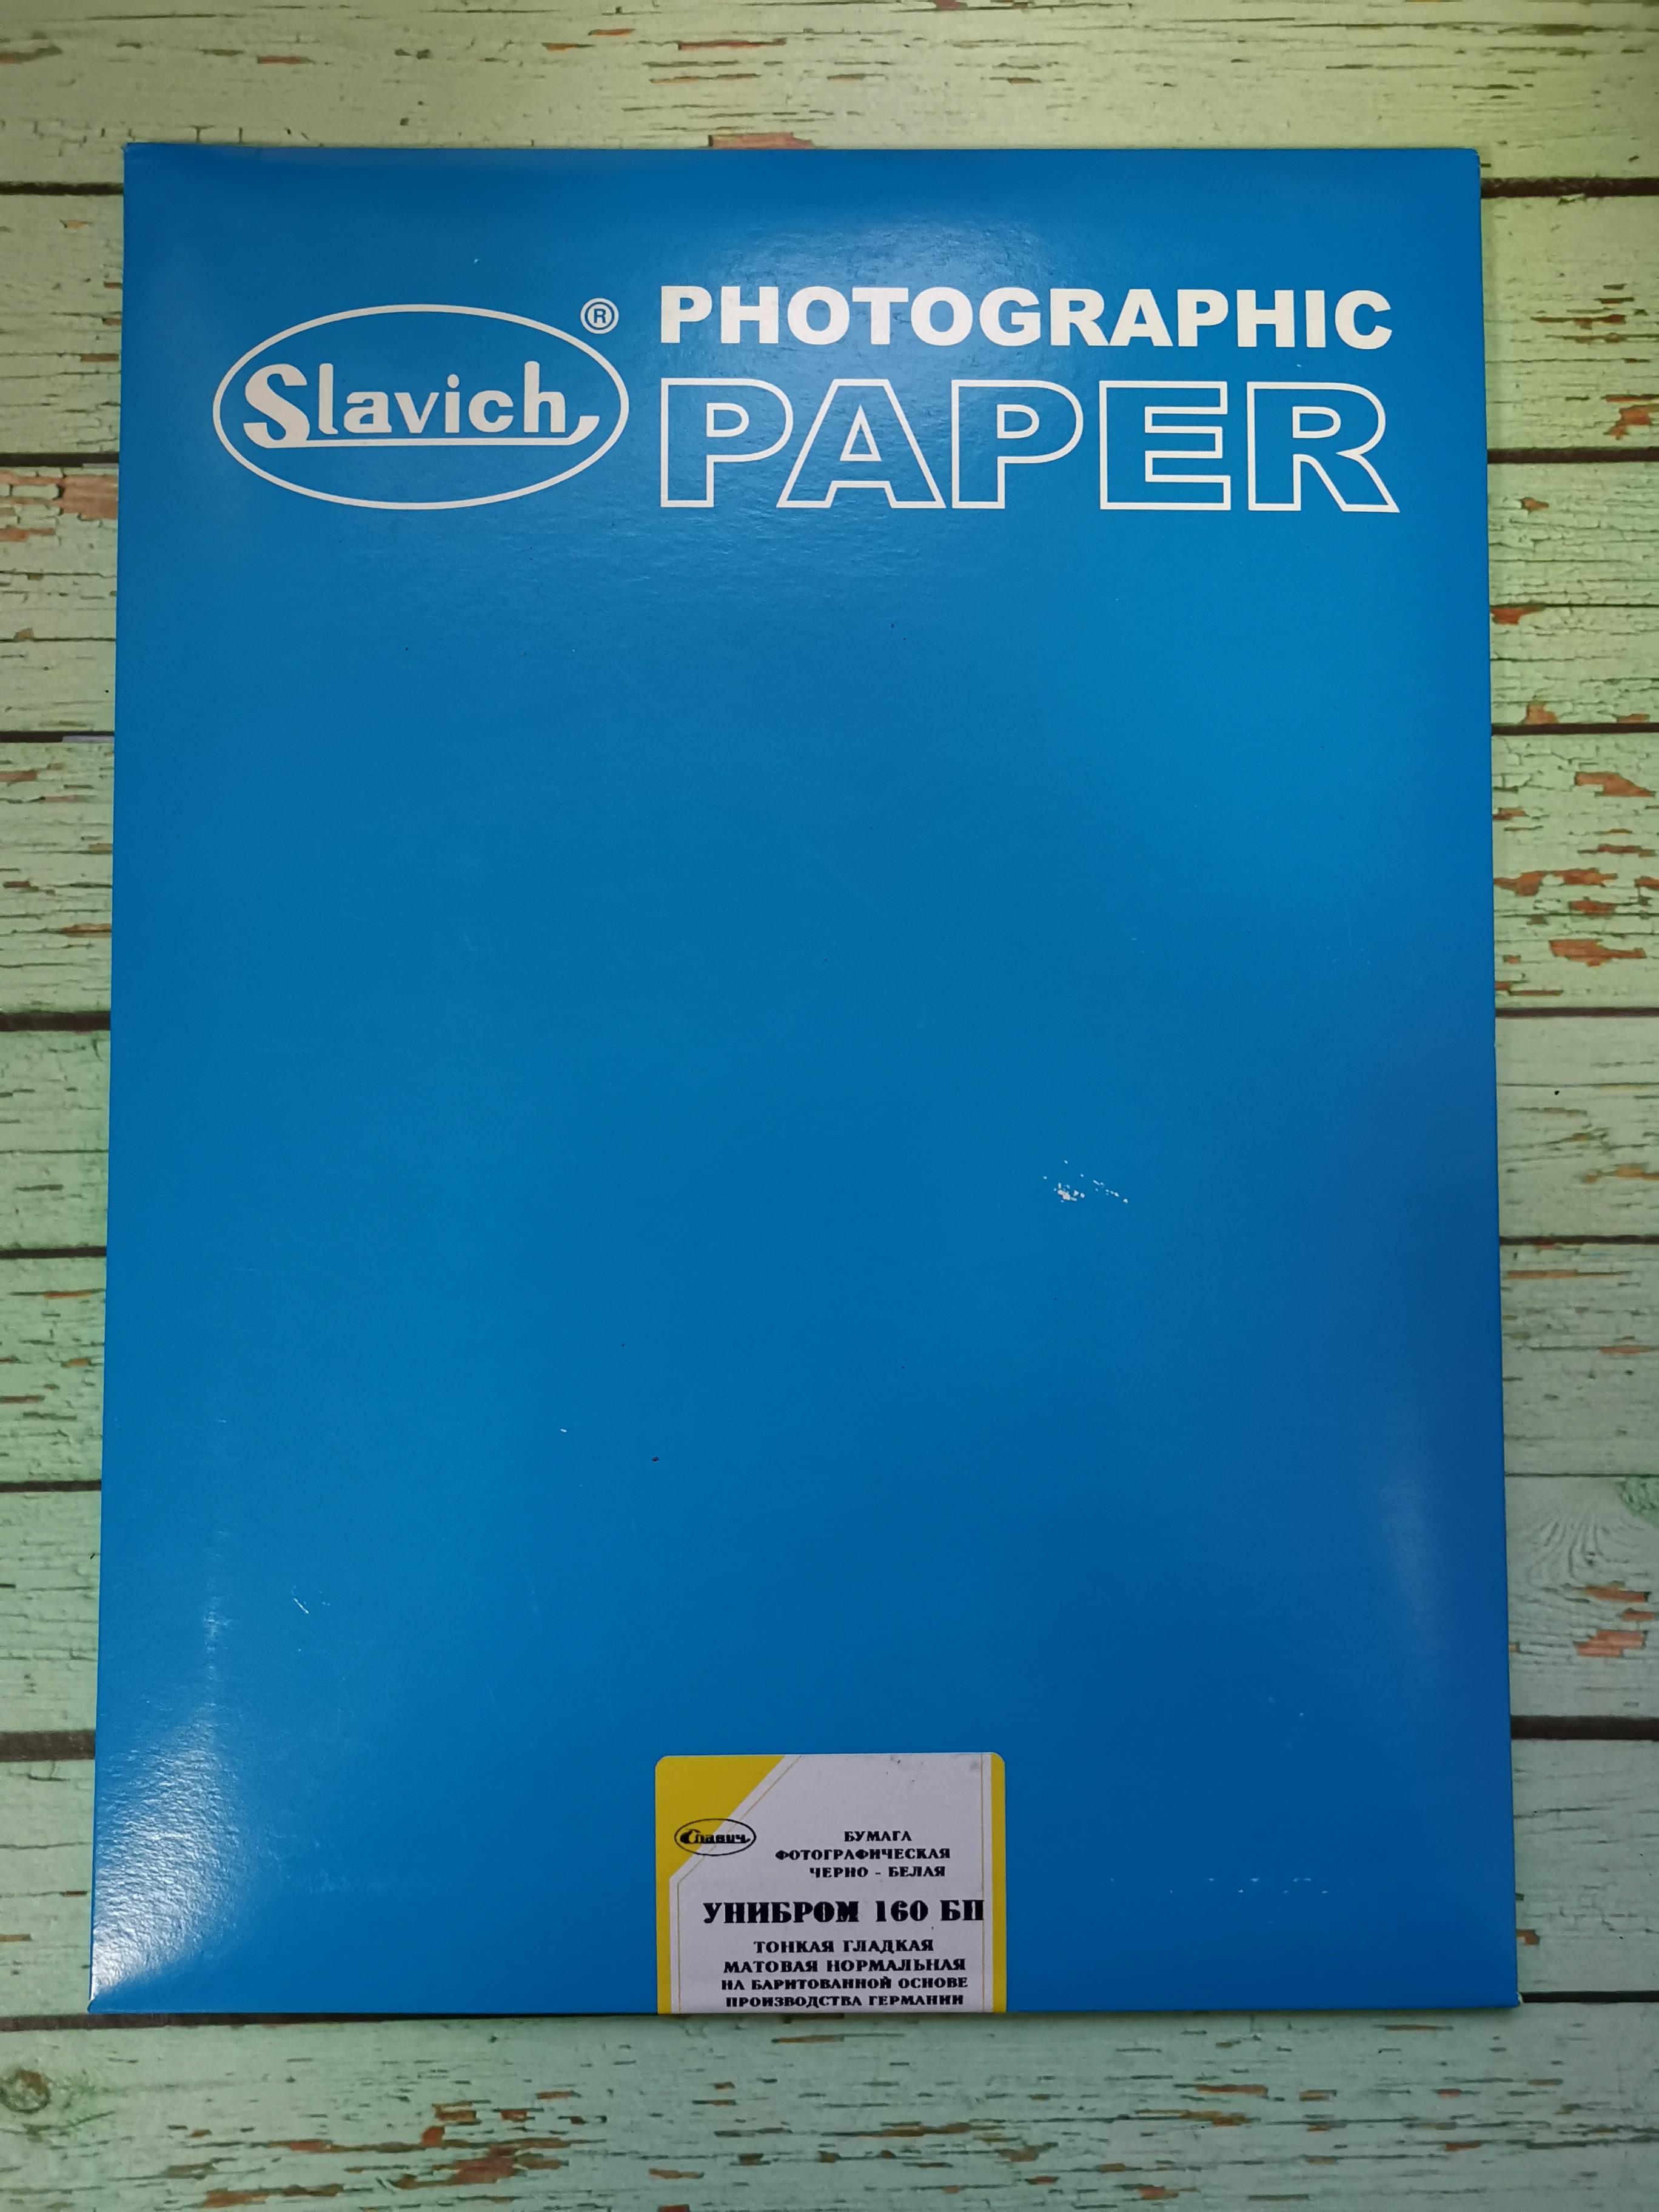 Slavich ®
PHOTOGRAPHIC
PAPER
Славич
БУМАГА
ФОТОГРАФИЧЕСКАЯ
ЧЕРНО - БЕЛАЯ
УНИБРОМ 160 БП
ТОНКАЯ ГЛАДКАЯ
МАТОВАЯ НОРМАЛЬНАЯ
НА БАРИТОВАННОЙ ОСНОВЕ
ПРОИЗВОДСТВА ГЕРМАНИИ